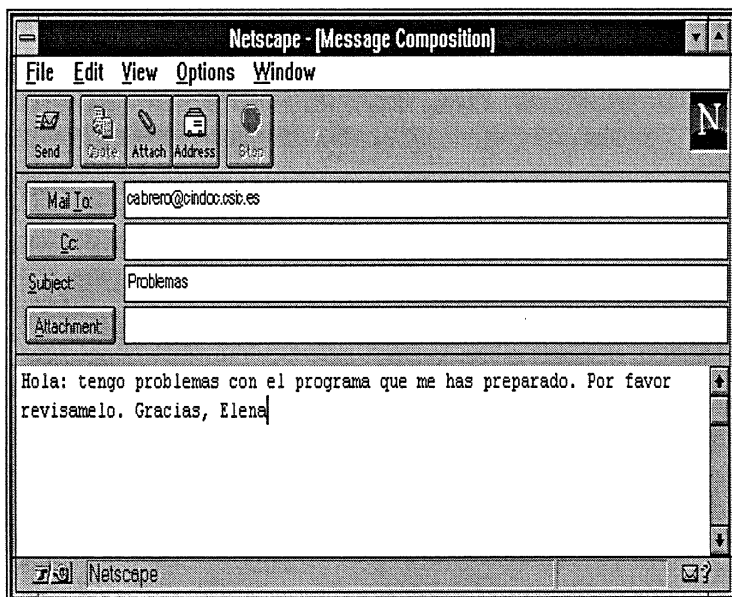 Netscape - [Message Composition]
File Edit View Options Window
N
Send Quote Attach Address Stop
Mail To: cabrero@cindoc.csic.es
Cc:
Subject: Problemas
Attachment:
Hola: tengo problemas con el programa que me has preparado. Por favor
revisamelo. Gracias, Elena
Netscape
?